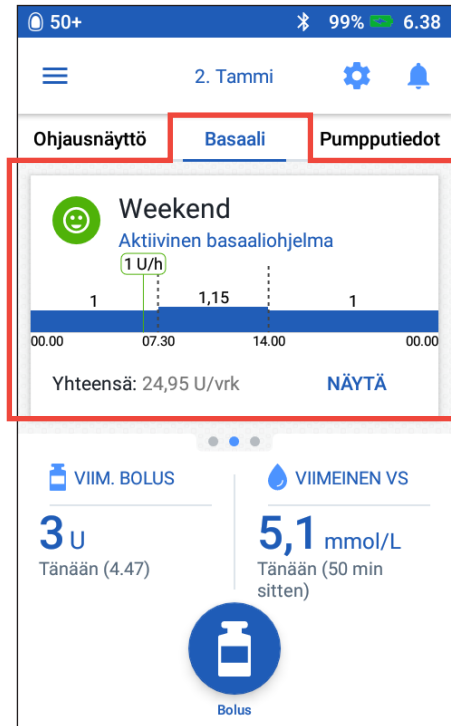 50+ 99% 6.38
2. Tammi
Ohjausnäyttö Basaali Pumpputiedot
Weekend
Aktiivinen basaaliohjelma
1 U/h
1 1,15 1
00.00 07.30 14.00 00.00
Yhteensä: 24,95 U/vrk NÄYTÄ
VIIM. BOLUS VIIMEINEN VS
3 U 5,1 mmol/L
Tänään (4.47) Tänään (50 min
sitten)
Bolus